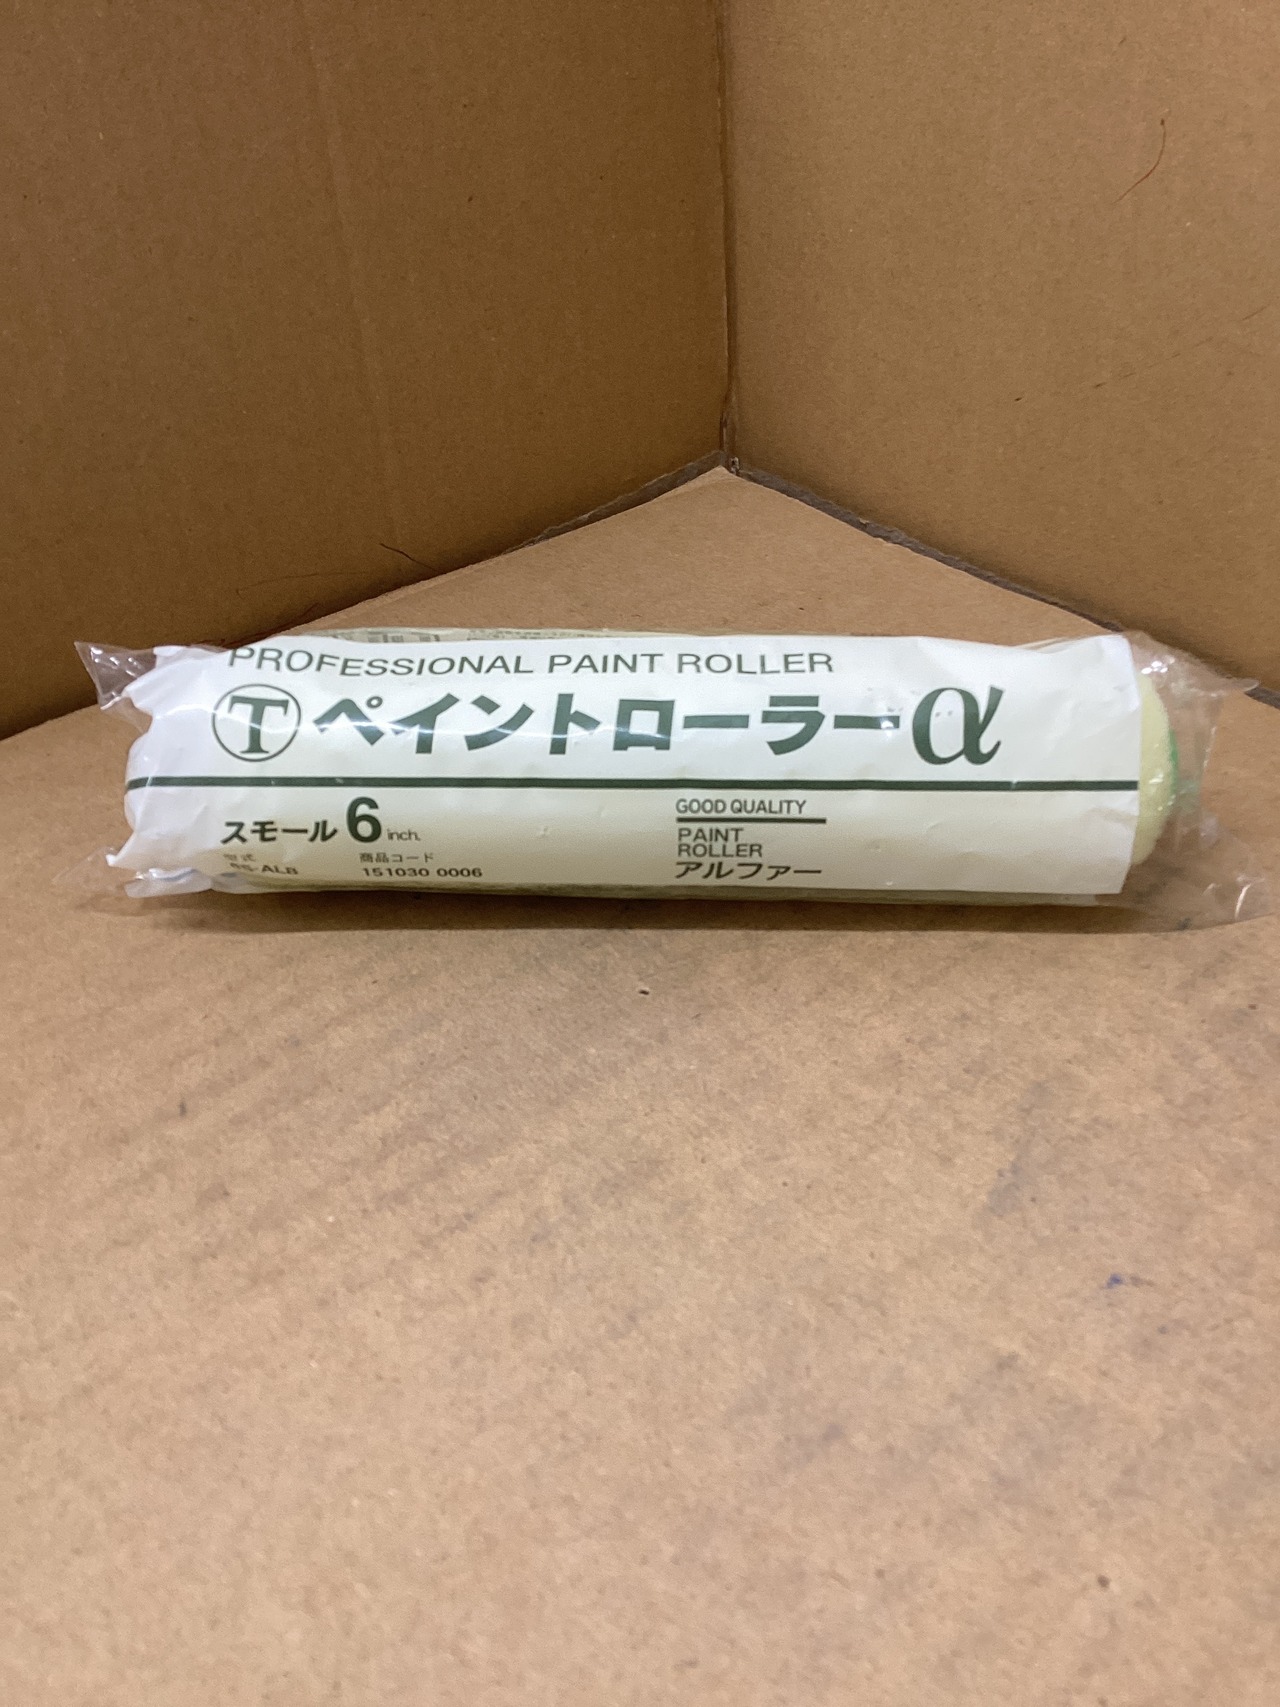 PROFESSIONAL PAINT ROLLER
Ⓣ ペイントローラーα
スモール 6 inch.
型式 商品コード
151030 0006
GOOD QUALITY
PAINT
ROLLER
アルファー